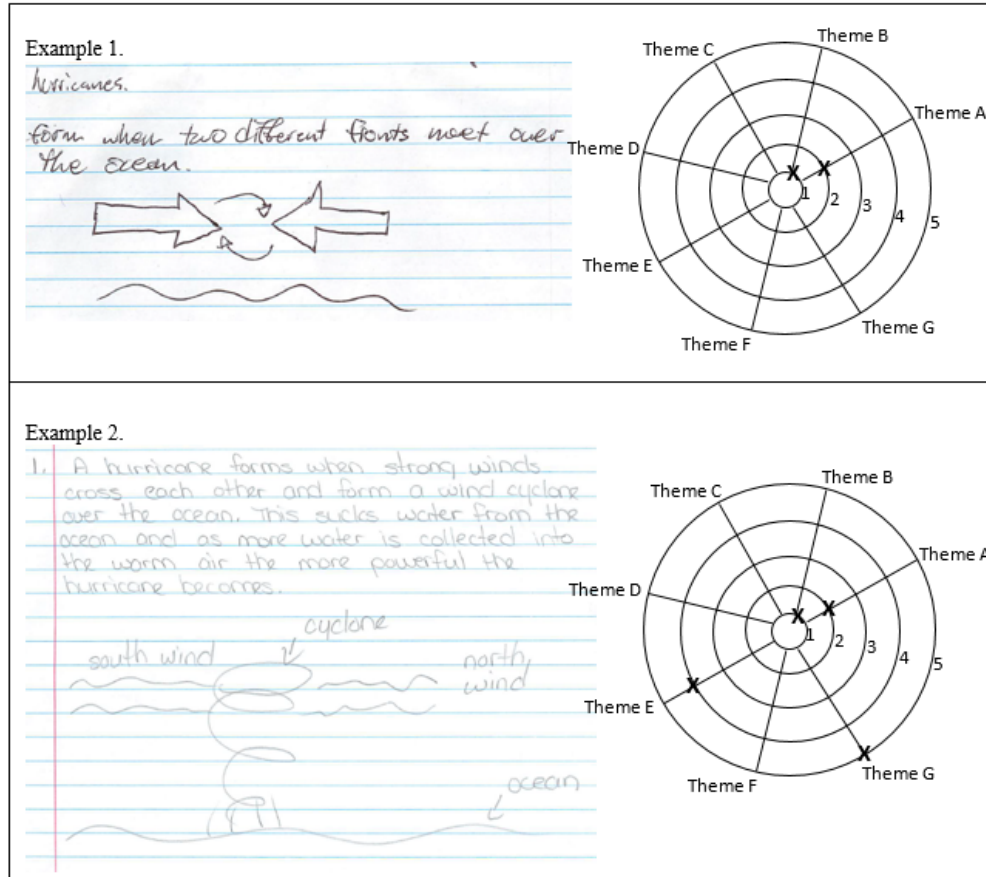 Example 1.
hurricanes.
form when two different fronts meet over
the ocean.
Theme C
Theme B
Theme A
Theme D
Theme E
Theme F
Theme G
1
2
3
4
5
X
X
Example 2.
1. A hurricane forms when strong winds
cross each other and form a wind cyclone
over the ocean. This sucks water from the
ocean and as more water is collected into
the warm air the more powerful the
hurricane becomes.
cyclone
south wind
north
wind
ocean
Theme C
Theme B
Theme A
Theme D
Theme E
Theme F
Theme G
1
2
3
4
5
X
X
X
X